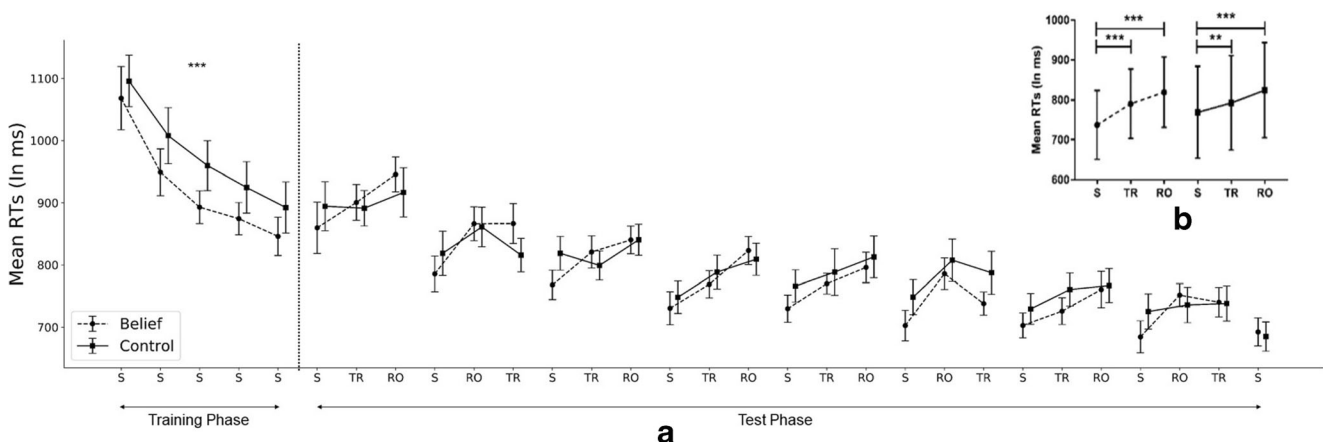 1000
900
800
700
600
Mean RTs (In ms)
*** ***
*** **
S TR RO S TR RO
b
1100
1000
900
800
700
Mean RTs (In ms)
***
Belief
Control
S S S S S S TR RO S RO TR S TR RO S TR RO S TR RO S RO TR S TR RO S RO TR S
Training Phase Test Phase
a